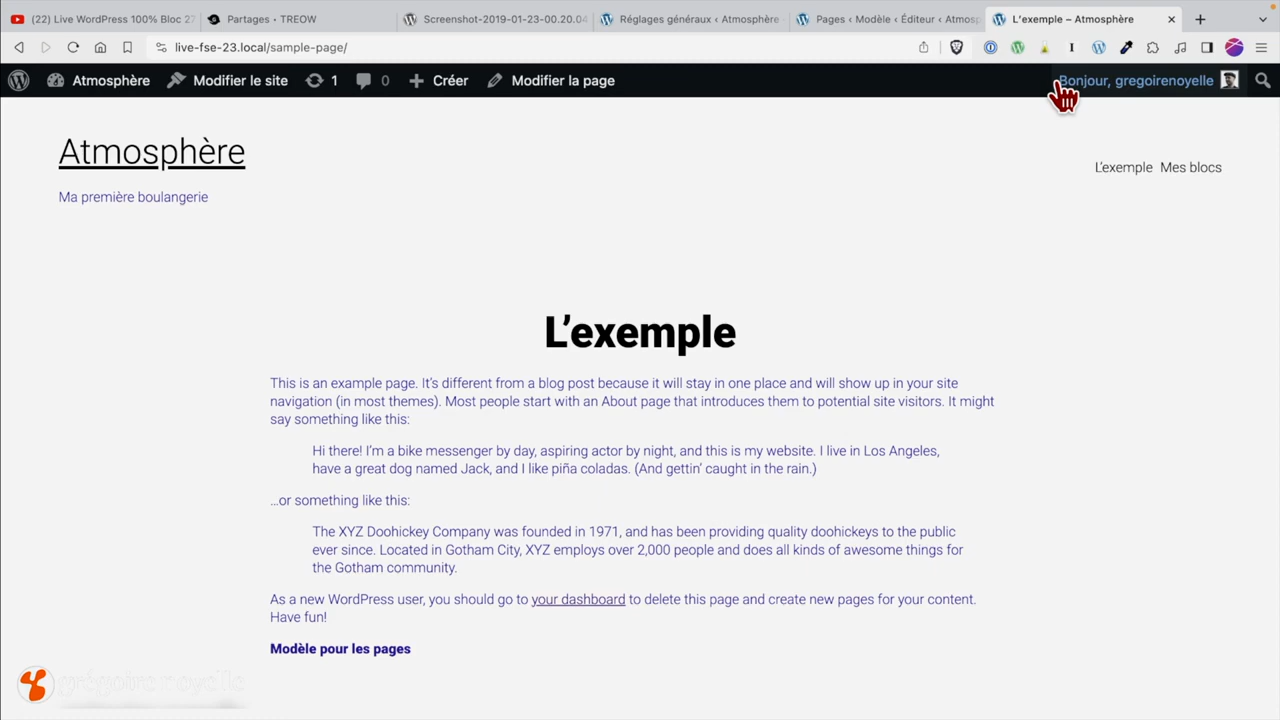 (22) Live WordPress 100% Bloc 27
Partages • TREOW
Screenshot-2019-01-23-00.20.04
Réglages généraux ‹ Atmosphère
Pages ‹ Modèle ‹ Éditeur ‹ Atmosp
L'exemple – Atmosphère
live-fse-23.local/sample-page/
Atmosphère
Modifier le site
1
0
Créer
Modifier la page
Bonjour, gregoirenoyelle
Atmosphère
L'exemple Mes blocs
Ma première boulangerie
L'exemple
This is an example page. It's different from a blog post because it will stay in one place and will show up in your site
navigation (in most themes). Most people start with an About page that introduces them to potential site visitors. It might
say something like this:
Hi there! I'm a bike messenger by day, aspiring actor by night, and this is my website. I live in Los Angeles,
have a great dog named Jack, and I like piña coladas. (And gettin' caught in the rain.)
…or something like this:
The XYZ Doohickey Company was founded in 1971, and has been providing quality doohickeys to the public
ever since. Located in Gotham City, XYZ employs over 2,000 people and does all kinds of awesome things for
the Gotham community.
As a new WordPress user, you should go to your dashboard to delete this page and create new pages for your content.
Have fun!
Modèle pour les pages
grégoire noyelle